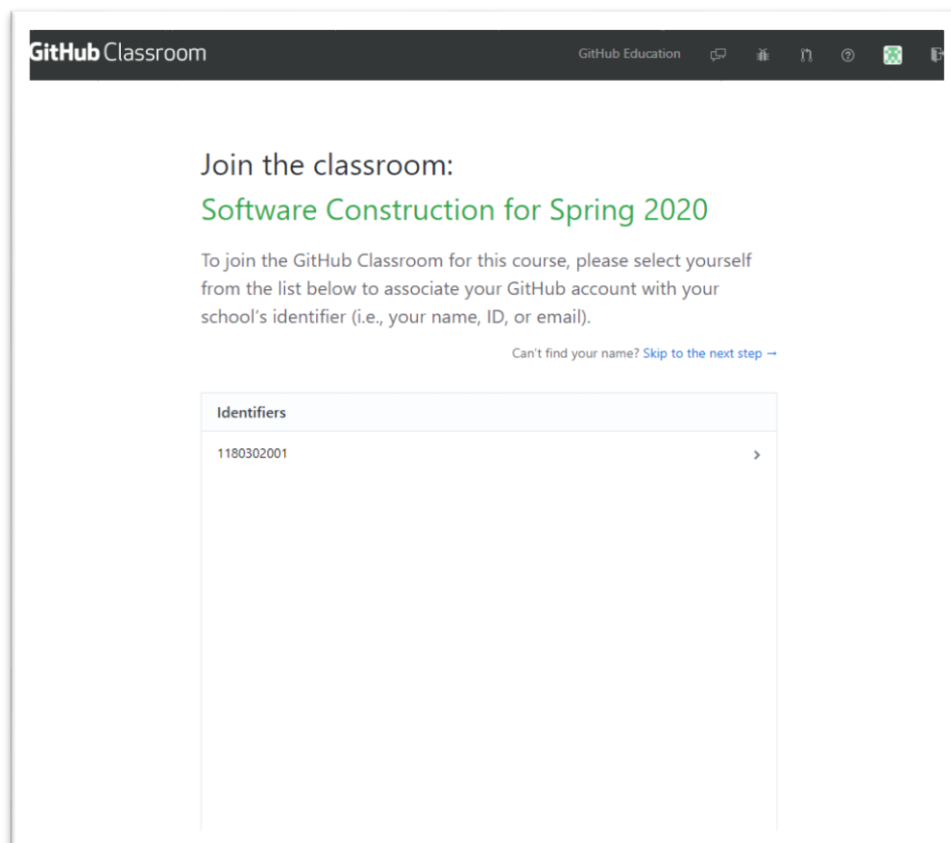 GitHub Classroom
GitHub Education
Join the classroom:
Software Construction for Spring 2020
To join the GitHub Classroom for this course, please select yourself
from the list below to associate your GitHub account with your
school's identifier (i.e., your name, ID, or email).
Can't find your name? Skip to the next step →
Identifiers
1180302001